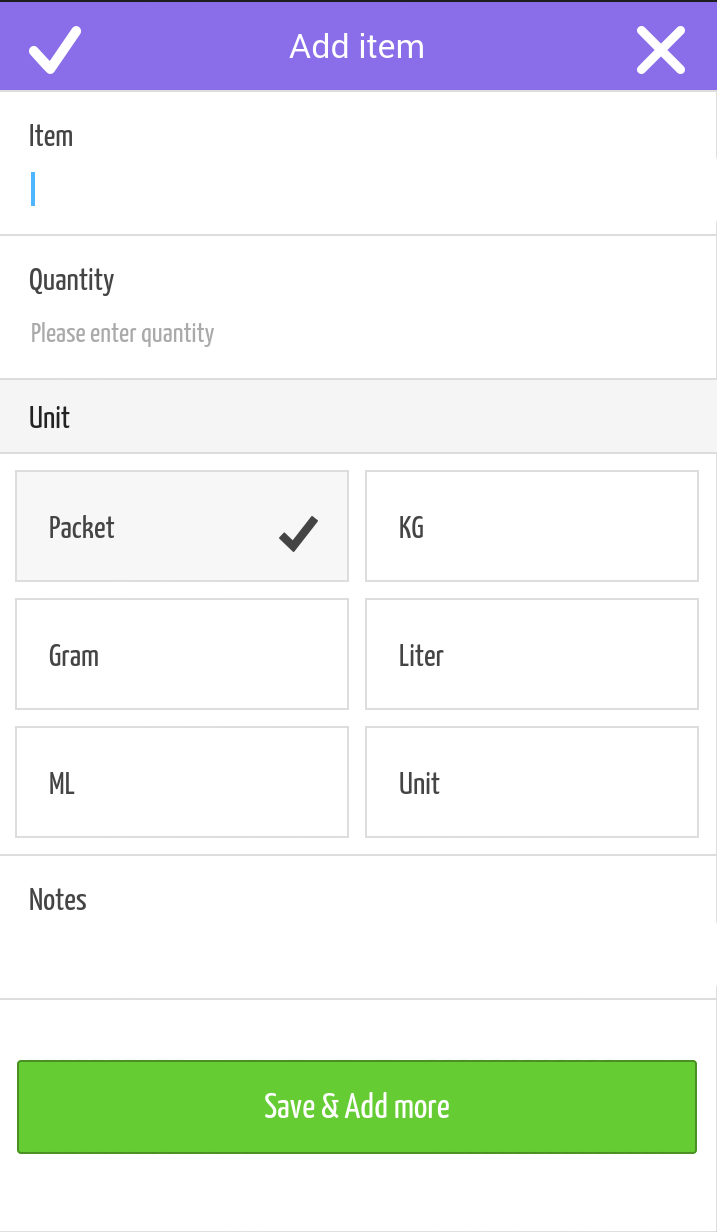 Add item
Item
Quantity
Please enter quantity
Unit
Packet
KG
Gram
Liter
ML
Unit
Notes
Save & Add more